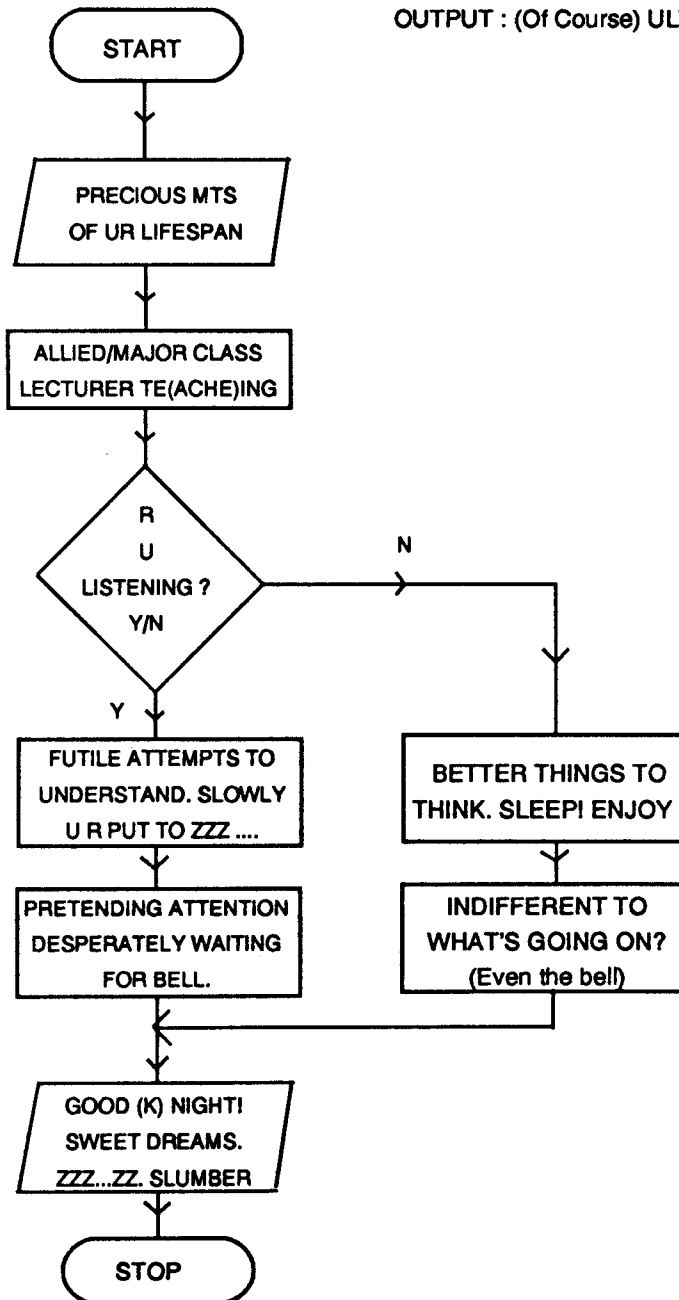 OUTPUT : (Of Course)
START
PRECIOUS MTS
OF UR LIFESPAN
ALLIED/MAJOR CLASS
LECTURER TE(ACHE)ING
R
U
LISTENING ?
Y/N
N
Y
FUTILE ATTEMPTS TO
UNDERSTAND. SLOWLY
U R PUT TO ZZZ ....
BETTER THINGS TO
THINK. SLEEP! ENJOY
PRETENDING ATTENTION
DESPERATELY WAITING
FOR BELL.
INDIFFERENT TO
WHAT'S GOING ON?
(Even the bell)
GOOD (K) NIGHT!
SWEET DREAMS.
ZZZ...ZZ. SLUMBER
STOP